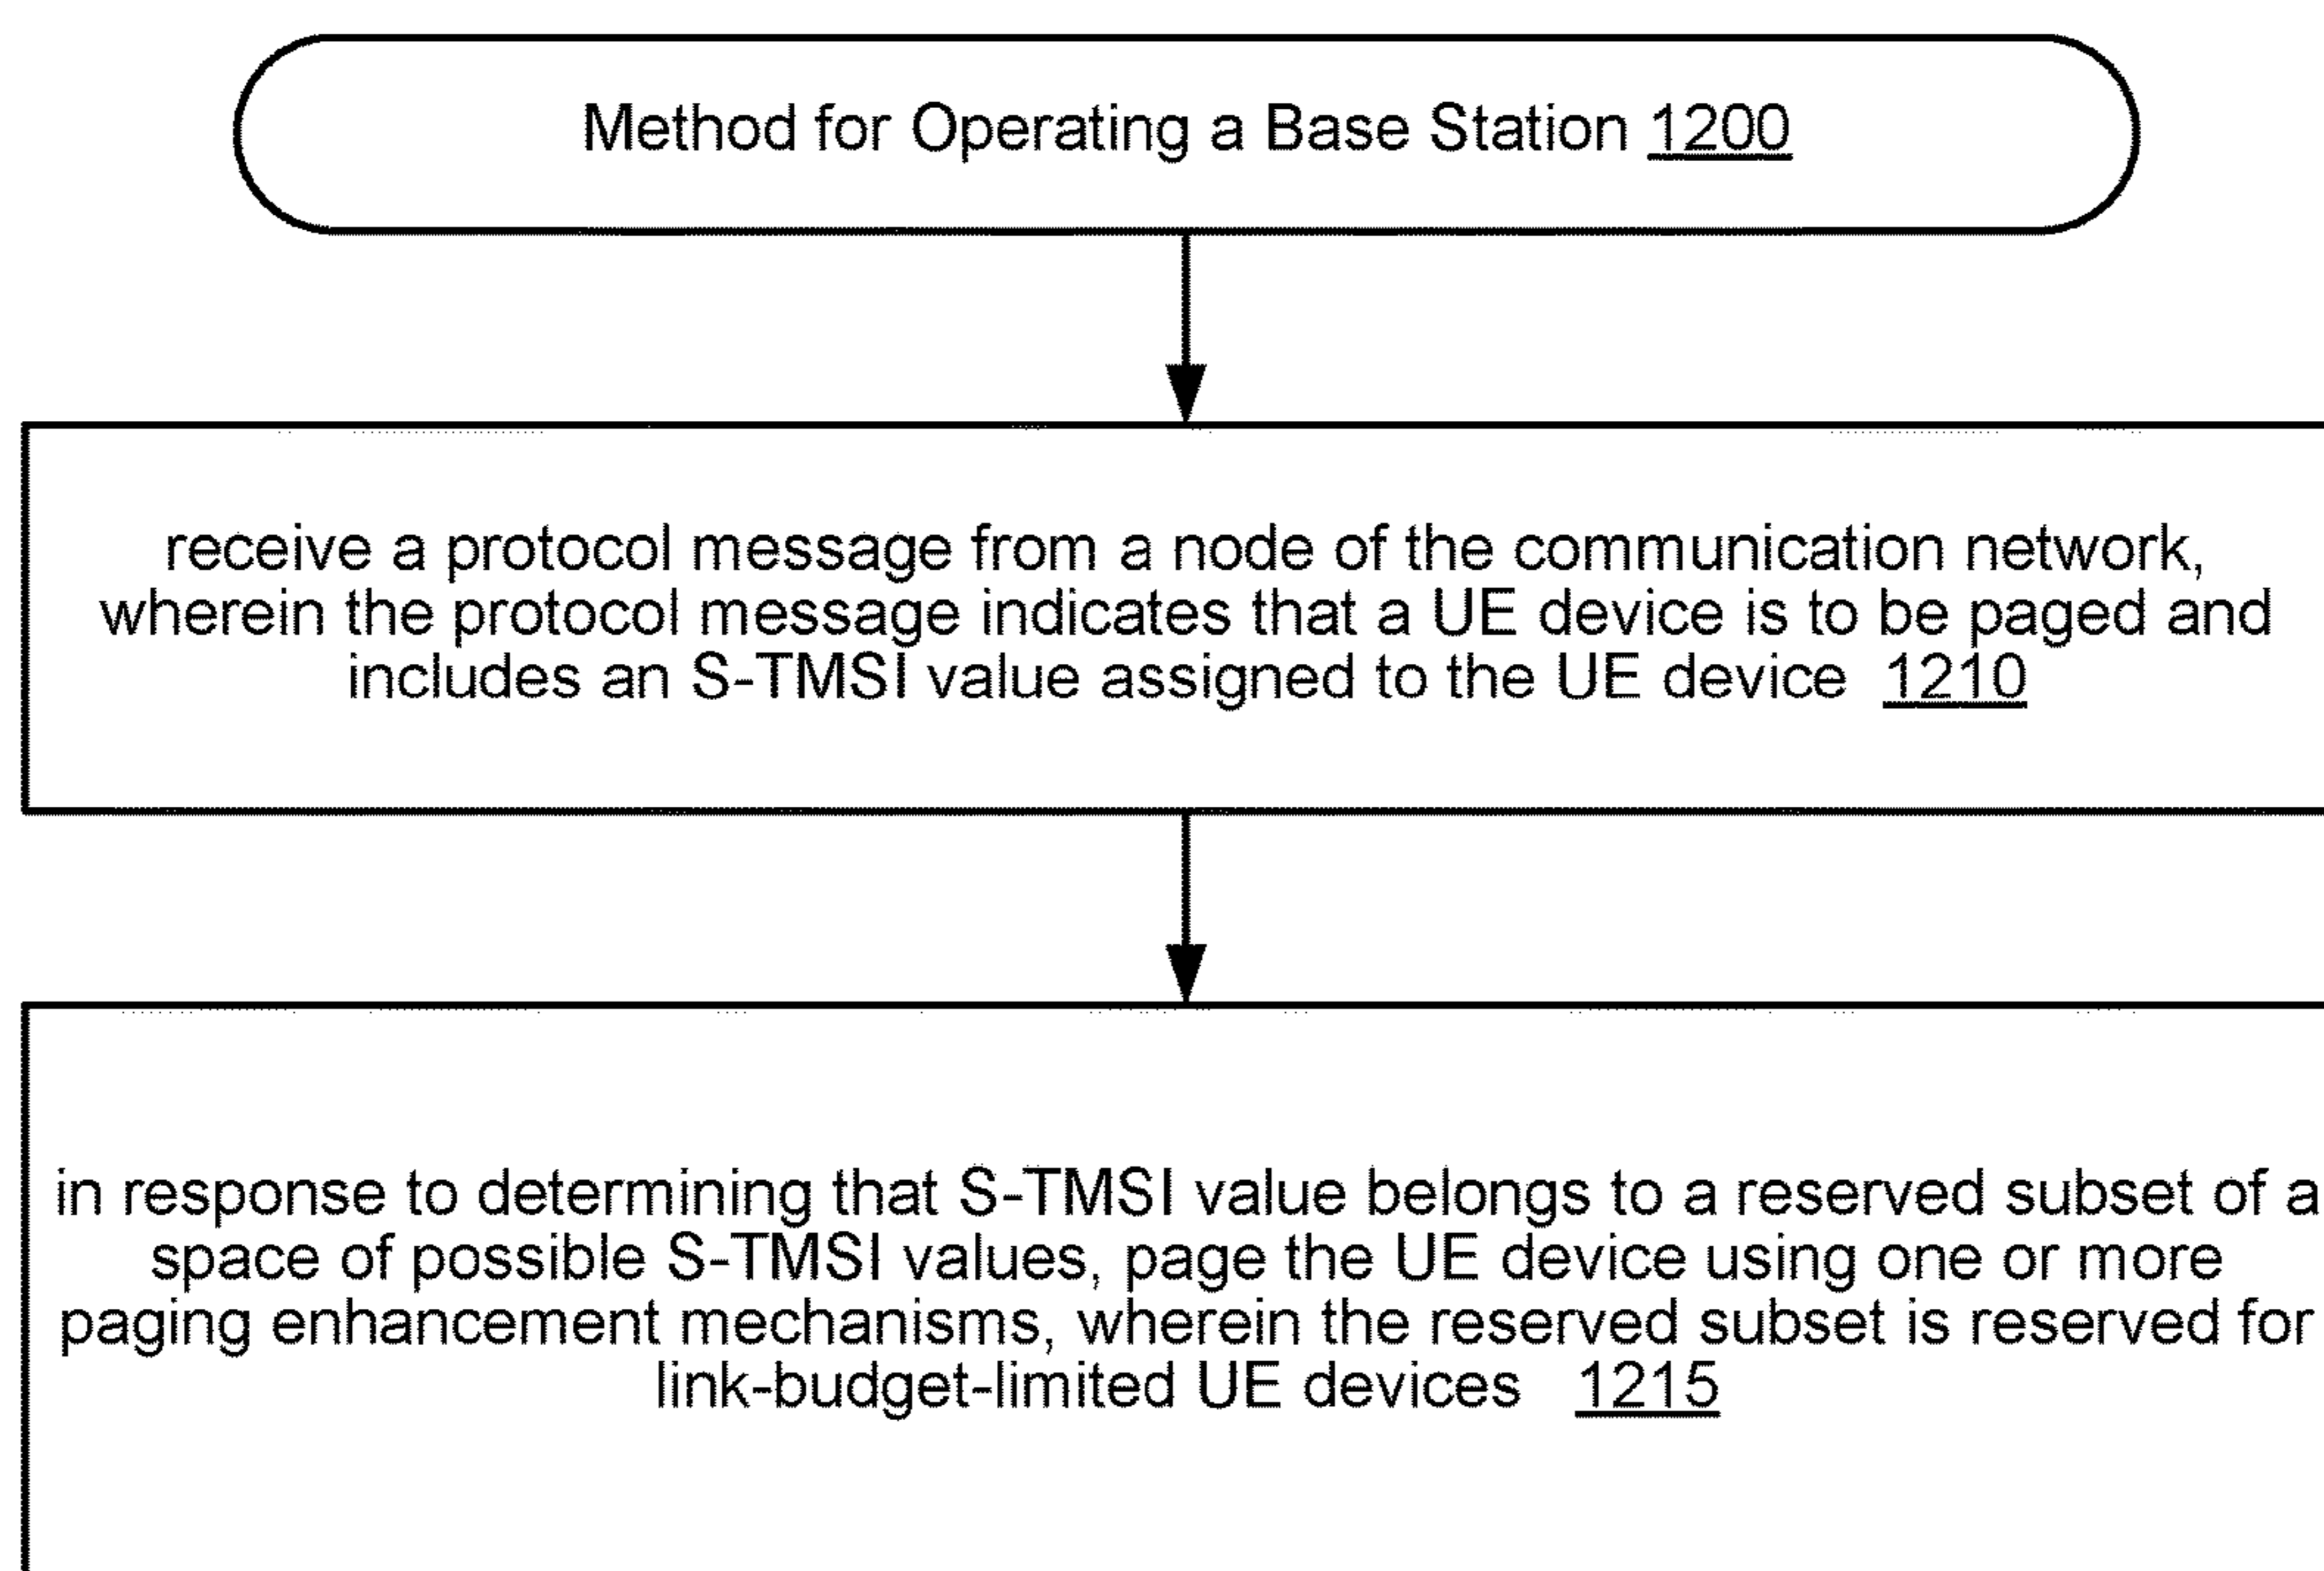 Method for Operating a Base Station 1200
receive a protocol message from a node of the communication network,
wherein the protocol message indicates that a UE device is to be paged and
includes an S-TMSI value assigned to the UE device 1210
in response to determining that S-TMSI value belongs to a reserved subset of a
space of possible S-TMSI values, page the UE device using one or more
paging enhancement mechanisms, wherein the reserved subset is reserved for
link-budget-limited UE devices 1215